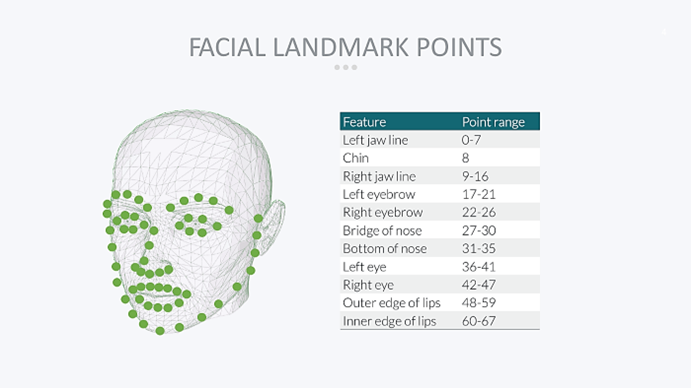 FACIAL LANDMARK POINTS
Feature Point range
Left jaw line 0-7
Chin 8
Right jaw line 9-16
Left eyebrow 17-21
Right eyebrow 22-26
Bridge of nose 27-30
Bottom of nose 31-35
Left eye 36-41
Right eye 42-47
Outer edge of lips 48-59
Inner edge of lips 60-67